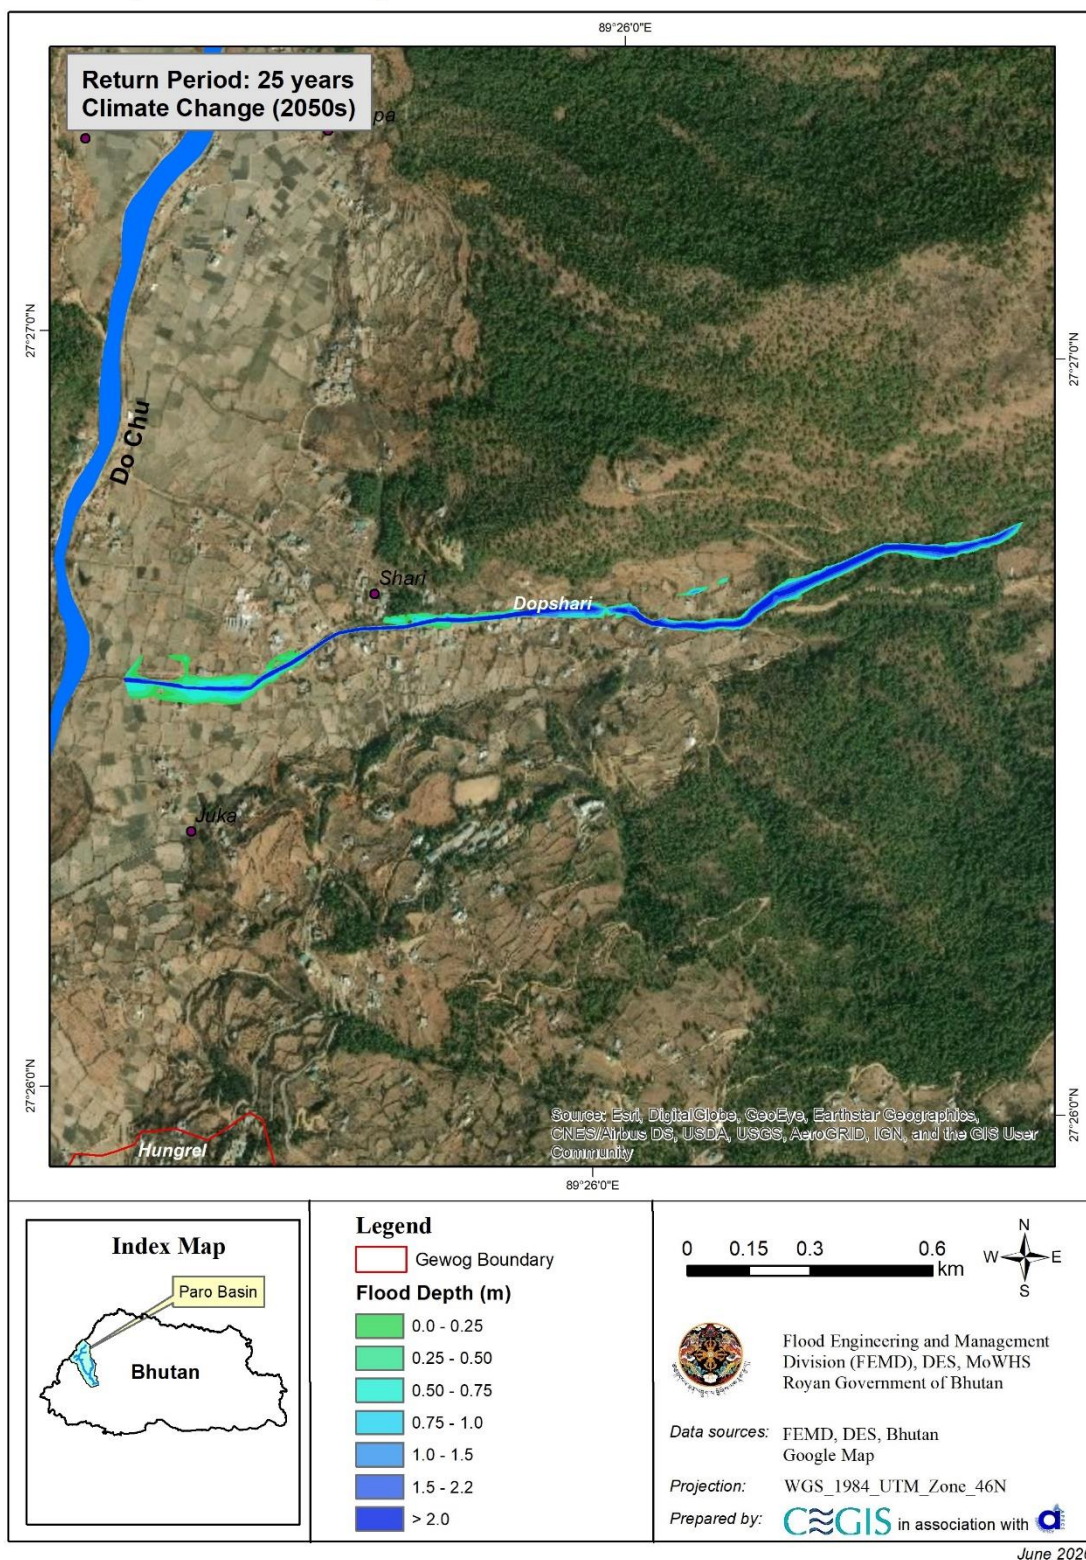 89°26'0"E
Return Period: 25 years
Climate Change (2050s)
pa
27°27'0"N
27°27'0"N
Do Chu
Shari
Dopshari
Juka
27°26'0"N
27°26'0"N
Source: Esri, DigitalGlobe, GeoEye, Earthstar Geographics,
CNES/Airbus DS, USDA, USGS, AeroGRID, IGN, and the GIS User
Community
Hungrel
89°26'0"E
Index Map
Paro Basin
Bhutan
Legend
Gewog Boundary
Flood Depth (m)
0.0 - 0.25
0.25 - 0.50
0.50 - 0.75
0.75 - 1.0
1.0 - 1.5
1.5 - 2.2
> 2.0
0 0.15 0.3 0.6
km
N
W E
S
Flood Engineering and Management
Division (FEMD), DES, MoWHS
Royan Government of Bhutan
Data sources: FEMD, DES, Bhutan
Google Map
Projection: WGS_1984_UTM_Zone_46N
Prepared by: CEGIS in association with
June 2020